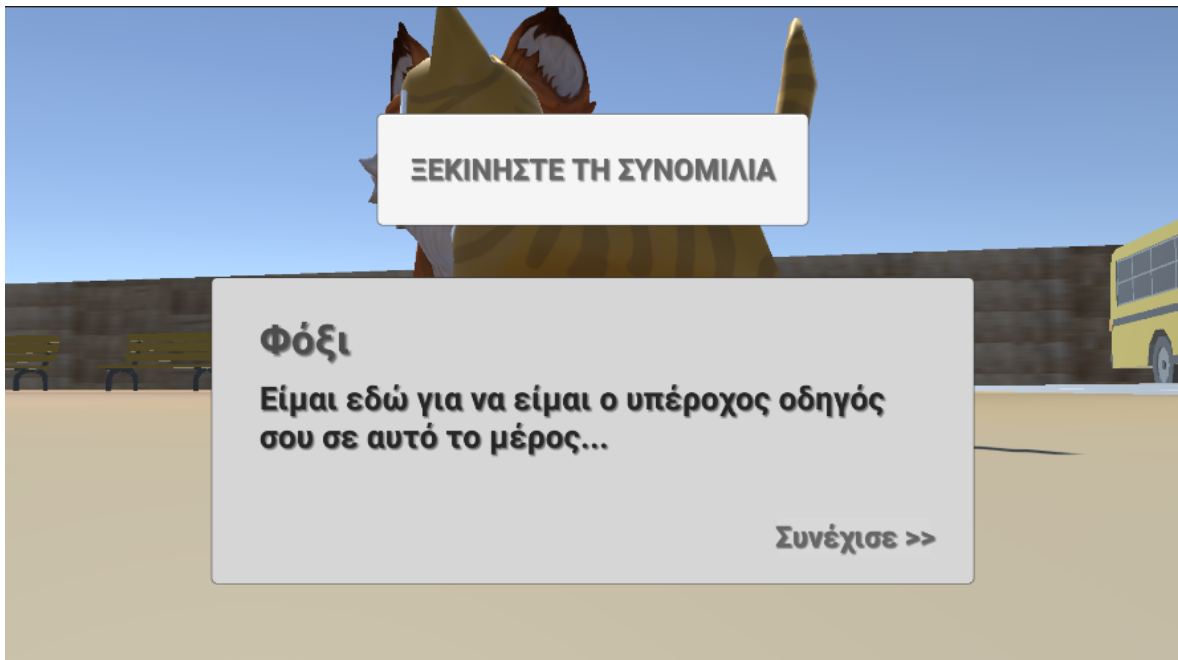 ΞΕΚΙΝΗΣΤΕ ΤΗ ΣΥΝΟΜΙΛΙΑ
Φόξι
Είμαι εδώ για να είμαι ο υπέροχος οδηγός
σου σε αυτό το μέρος...
Συνέχισε >>